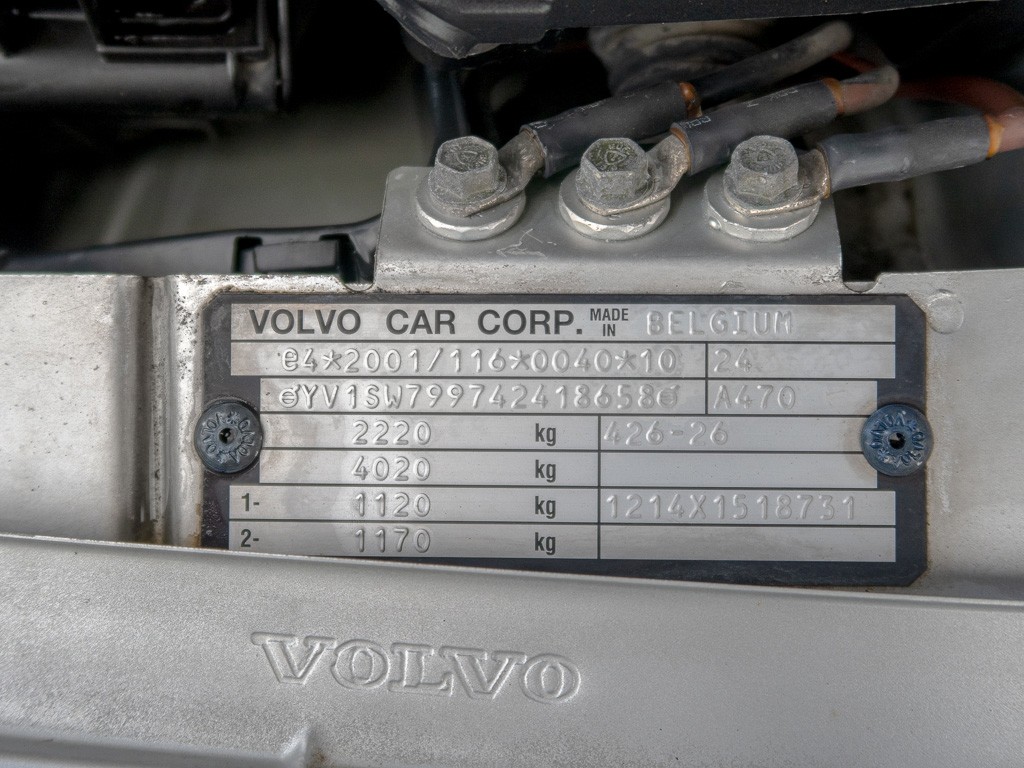 VOLVO CAR CORP. MADE IN BELGIUM
e4*2001/116*0040*10 24
YV1SW799742418658 A470
2220 kg 426-26
4020 kg
1- 1120 kg 1214X1518731
2- 1170 kg
VOLVO